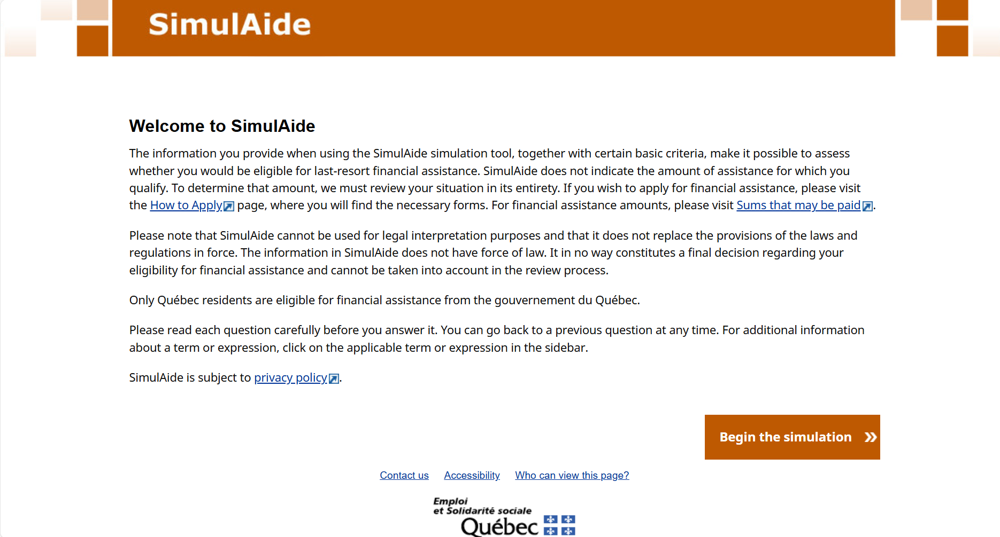 SimulAide
Welcome to SimulAide
The information you provide when using the SimulAide simulation tool, together with certain basic criteria, make it possible to assess
whether you would be eligible for last-resort financial assistance. SimulAide does not indicate the amount of assistance for which you
qualify. To determine that amount, we must review your situation in its entirety. If you wish to apply for financial assistance, please visit
the How to Apply page, where you will find the necessary forms. For financial assistance amounts, please visit Sums that may be paid.
Please note that SimulAide cannot be used for legal interpretation purposes and that it does not replace the provisions of the laws and
regulations in force. The information in SimulAide does not have force of law. It in no way constitutes a final decision regarding your
eligibility for financial assistance and cannot be taken into account in the review process.
Only Québec residents are eligible for financial assistance from the gouvernement du Québec.
Please read each question carefully before you answer it. You can go back to a previous question at any time. For additional information
about a term or expression, click on the applicable term or expression in the sidebar.
SimulAide is subject to privacy policy.
Begin the simulation »
Contact us Accessibility Who can view this page?
Emploi
et Solidarité sociale
Québec